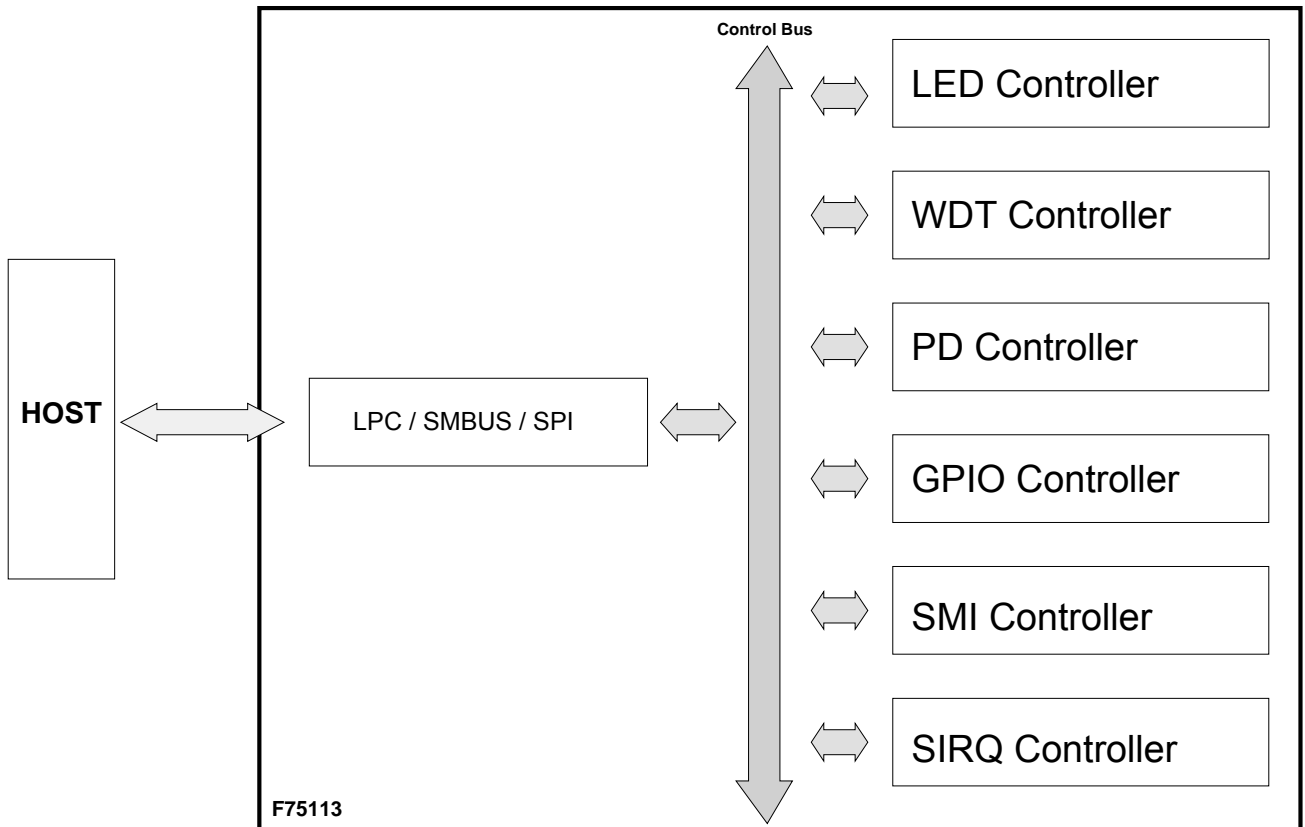 Control Bus
LED Controller
WDT Controller
PD Controller
HOST
LPC / SMBUS / SPI
GPIO Controller
SMI Controller
SIRQ Controller
F75113